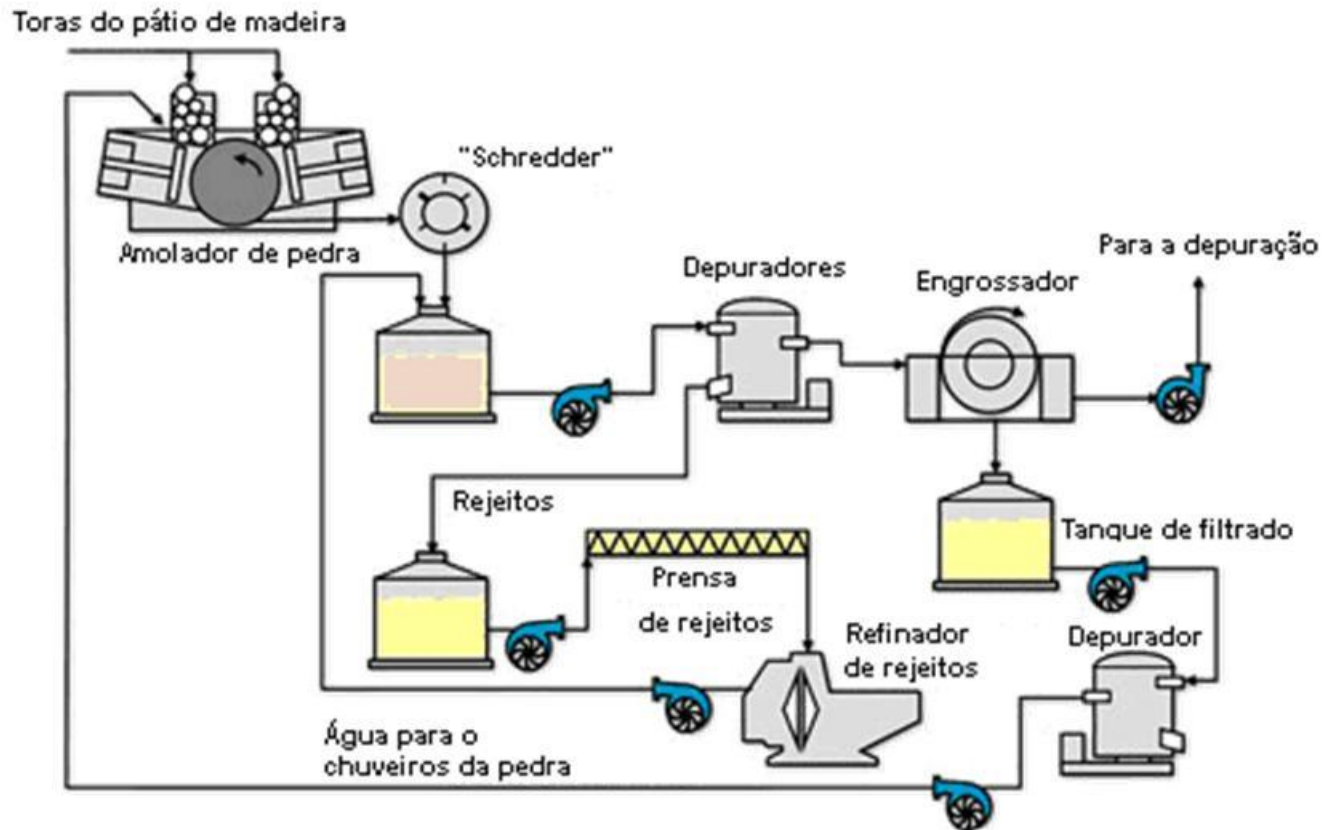 Toras do pátio de madeira
"Schredder"
Amolador de pedra
Depuradores
Engrossador
Para a depuração
Rejeitos
Prensa
de rejeitos
Tanque de filtrado
Refinador
de rejeitos
Depurador
Água para o
chuveiros da pedra